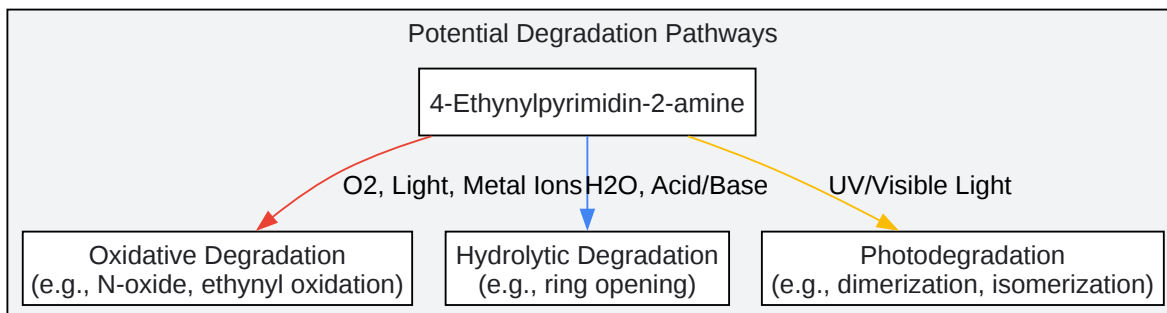 Potential Degradation Pathways
4-Ethynylpyrimidin-2-amine
O2, Light, Metal Ions
H2O, Acid/Base
UV/Visible Light
Oxidative Degradation
(e.g., N-oxide, ethynyl oxidation)
Hydrolytic Degradation
(e.g., ring opening)
Photodegradation
(e.g., dimerization, isomerization)